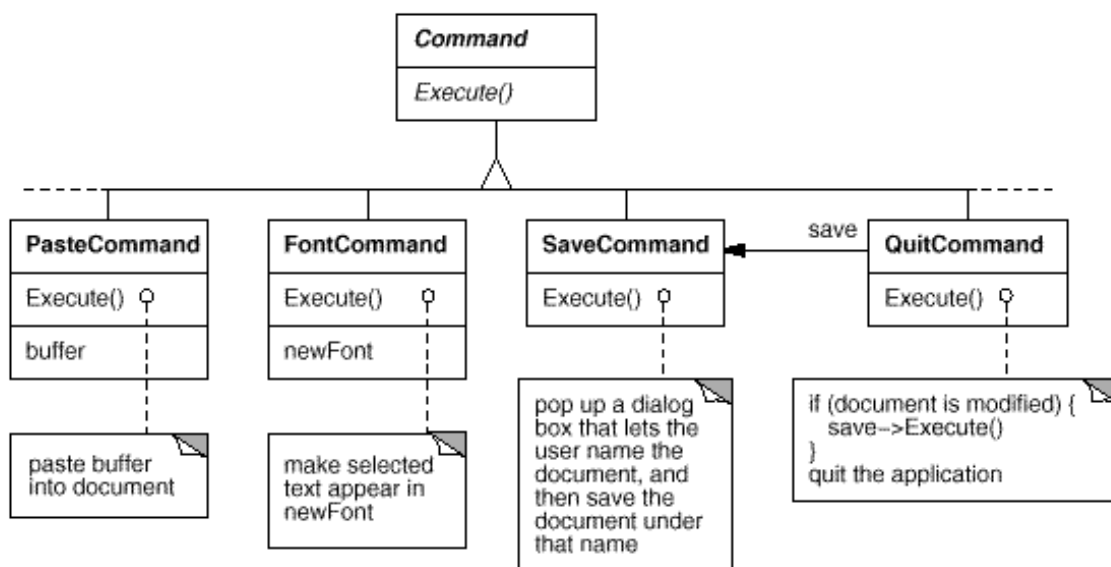 Command
Execute()
PasteCommand
Execute()
buffer
paste buffer
into document
FontCommand
Execute()
newFont
make selected
text appear in
newFont
SaveCommand
Execute()
pop up a dialog
box that lets the
user name the
document, and
then save the
document under
that name
save
QuitCommand
Execute()
if (document is modified) {
save−>Execute()
}
quit the application